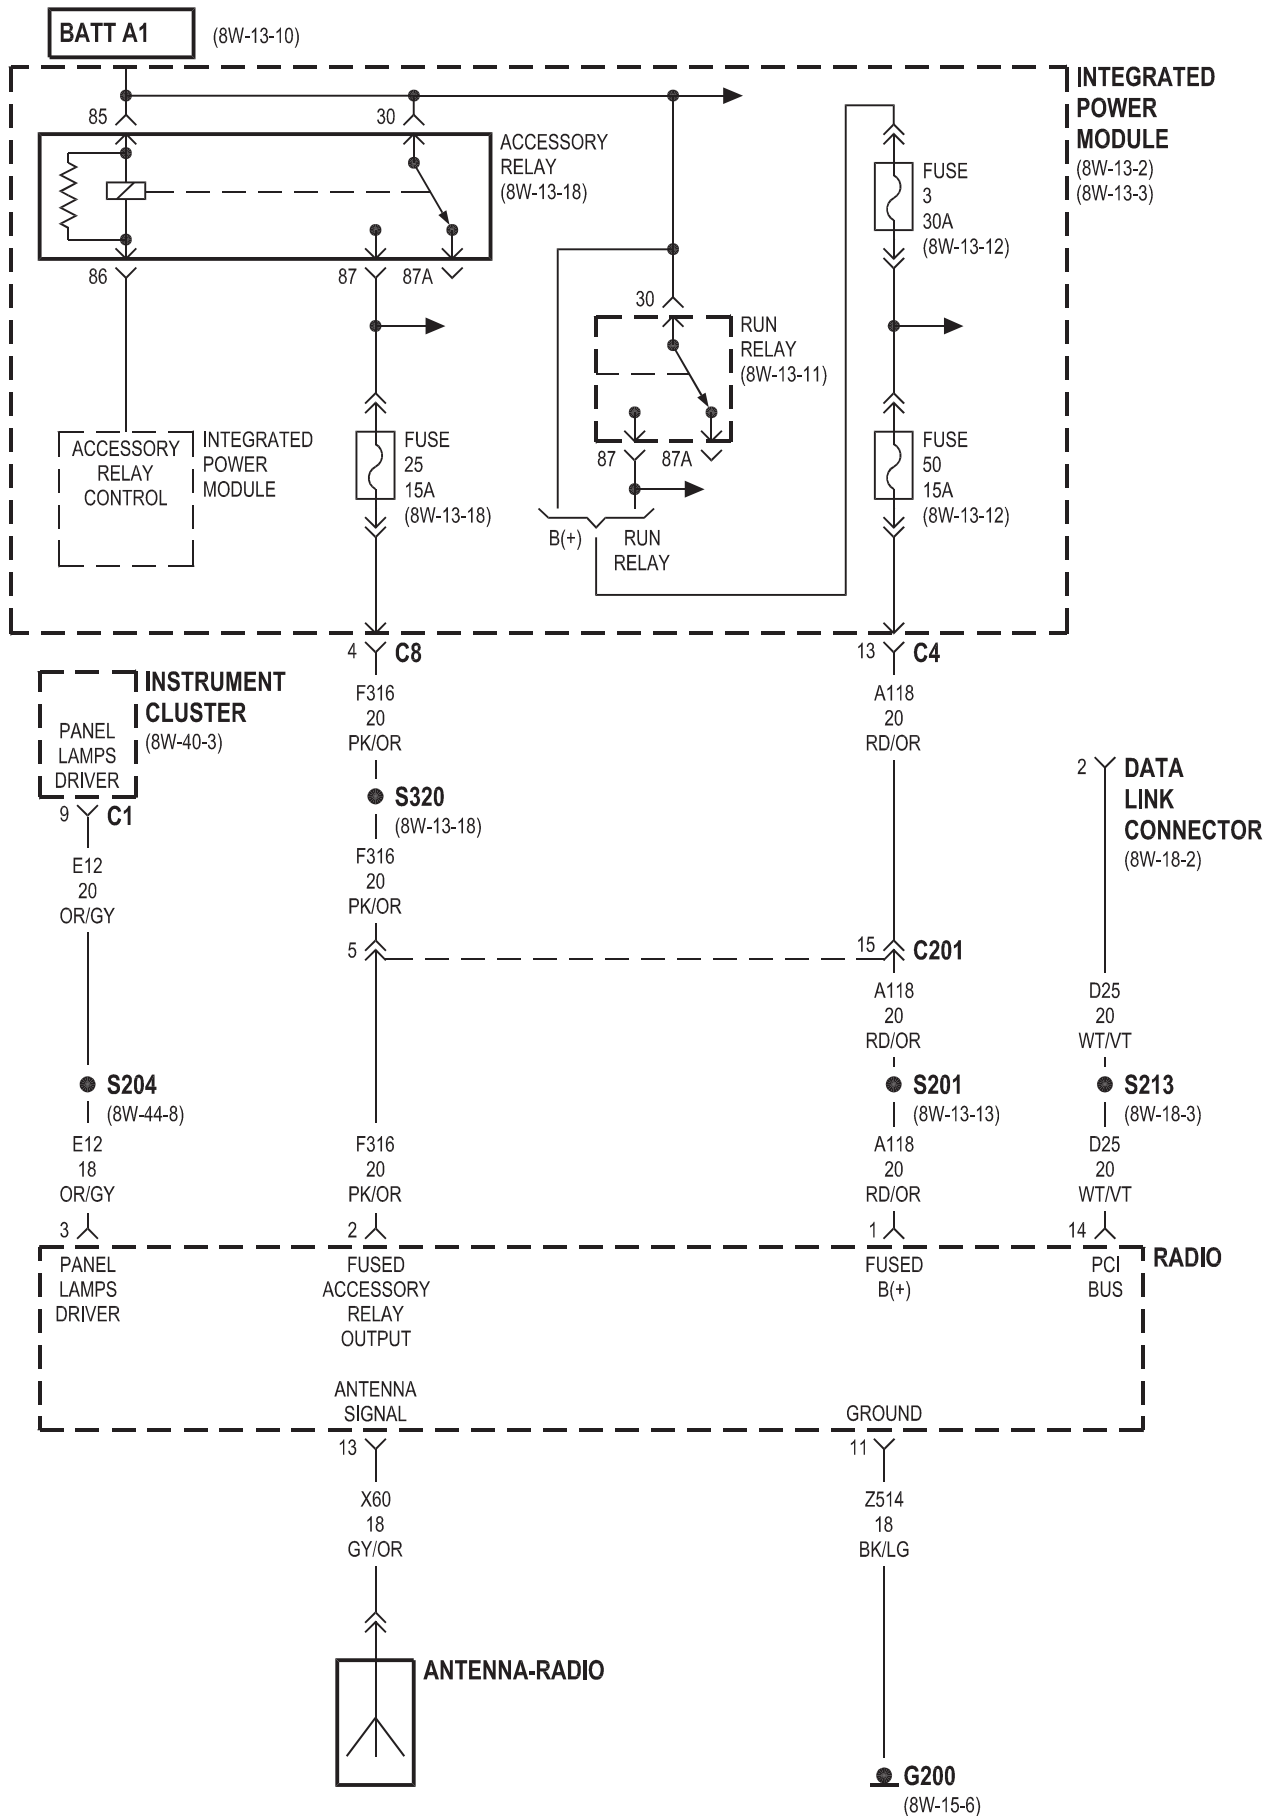 BATT A1
(8W-13-10)
INTEGRATED
POWER
MODULE
(8W-13-2)
(8W-13-3)
85
30
ACCESSORY
RELAY
(8W-13-18)
FUSE
3
30A
(8W-13-12)
86
87
87A
30
RUN
RELAY
(8W-13-11)
ACCESSORY
RELAY
CONTROL
INTEGRATED
POWER
MODULE
FUSE
25
15A
(8W-13-18)
87
87A
B(+)
RUN
RELAY
FUSE
50
15A
(8W-13-12)
4
C8
13
C4
INSTRUMENT
CLUSTER
(8W-40-3)
PANEL
LAMPS
DRIVER
9
C1
F316
20
PK/OR
A118
20
RD/OR
S320
(8W-13-18)
2
DATA
LINK
CONNECTOR
(8W-18-2)
E12
20
OR/GY
F316
20
PK/OR
5
15
C201
A118
20
RD/OR
D25
20
WT/VT
S204
(8W-44-8)
S201
(8W-13-13)
S213
(8W-18-3)
E12
18
OR/GY
F316
20
PK/OR
A118
20
RD/OR
D25
20
WT/VT
3
2
1
14
RADIO
PANEL
LAMPS
DRIVER
FUSED
ACCESSORY
RELAY
OUTPUT
FUSED
B(+)
PCI
BUS
ANTENNA
SIGNAL
GROUND
13
11
X60
18
GY/OR
Z514
18
BK/LG
ANTENNA-RADIO
G200
(8W-15-6)